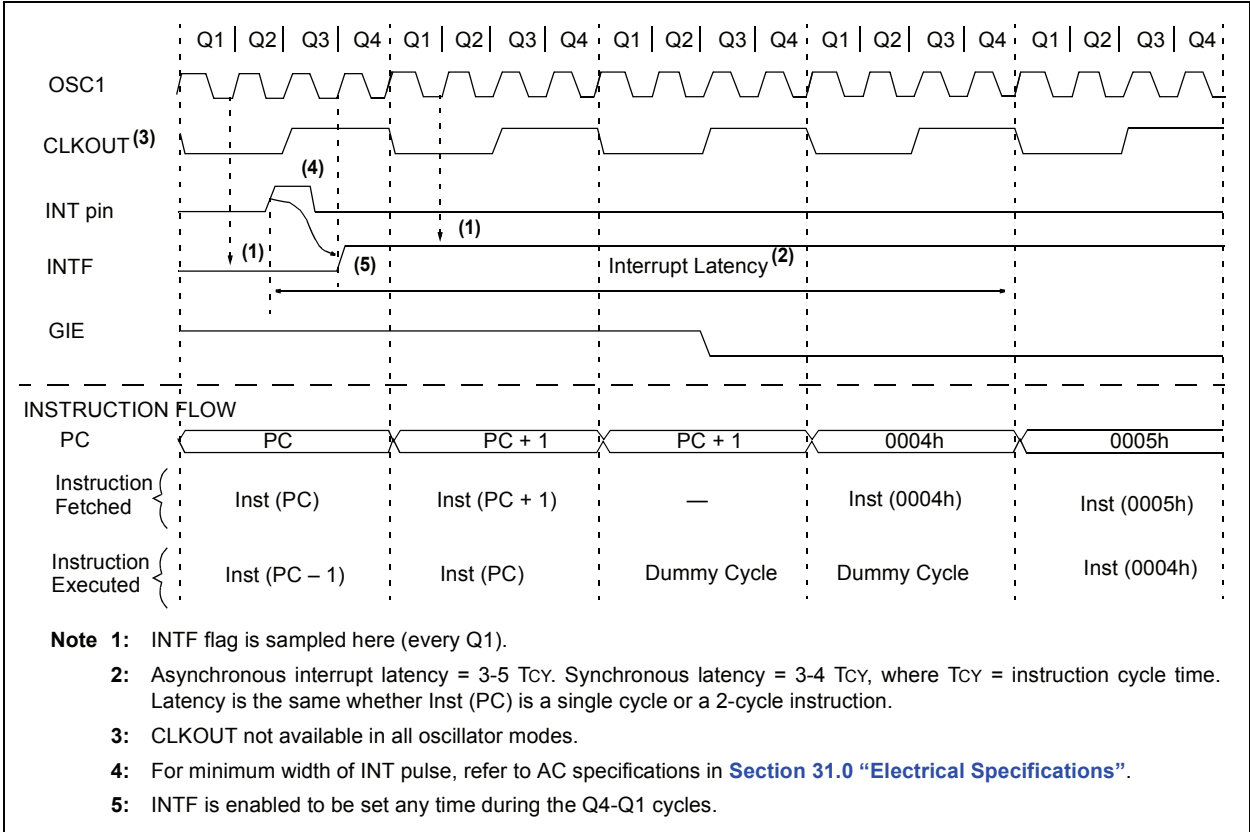 Q1 Q2 Q3 Q4 Q1 Q2 Q3 Q4 Q1 Q2 Q3 Q4 Q1 Q2 Q3 Q4 Q1 Q2 Q3 Q4
OSC1
CLKOUT(3)
(4)
INT pin
(1)
(1)
INTF
(5)
Interrupt Latency(2)
GIE
INSTRUCTION FLOW
PC PC PC + 1 PC + 1 0004h 0005h
Instruction
Fetched
Inst (PC) Inst (PC + 1) — Inst (0004h) Inst (0005h)
Instruction
Executed
Inst (PC – 1) Inst (PC) Dummy Cycle Dummy Cycle Inst (0004h)
Note 1: INTF flag is sampled here (every Q1).
2: Asynchronous interrupt latency = 3-5 TCY. Synchronous latency = 3-4 TCY, where TCY = instruction cycle time.
Latency is the same whether Inst (PC) is a single cycle or a 2-cycle instruction.
3: CLKOUT not available in all oscillator modes.
4: For minimum width of INT pulse, refer to AC specifications in Section 31.0 “Electrical Specifications”.
5: INTF is enabled to be set any time during the Q4-Q1 cycles.